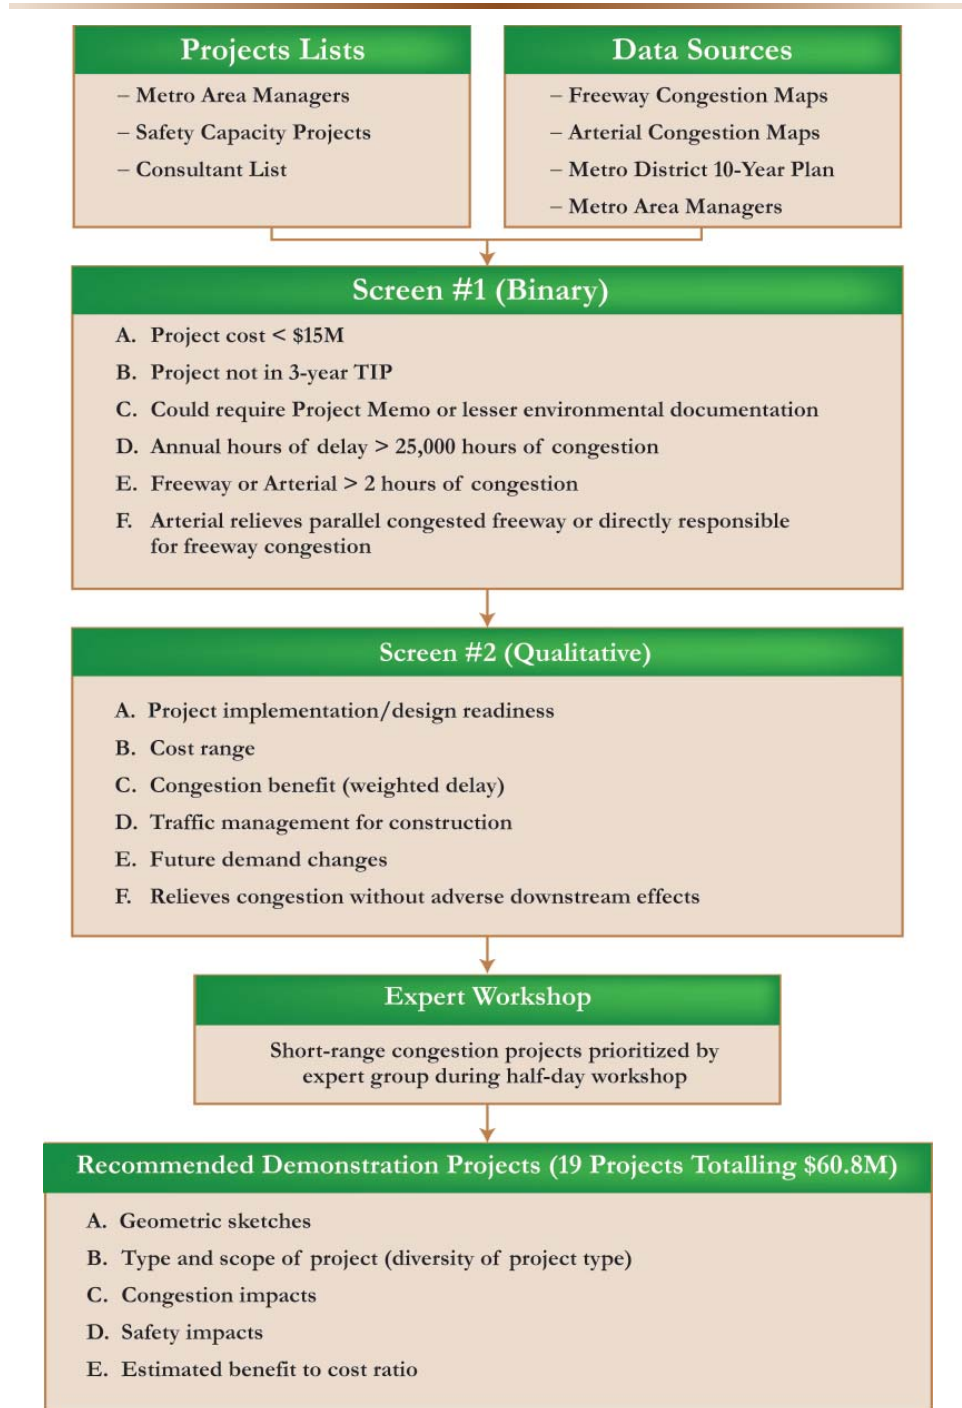 Projects Lists
– Metro Area Managers
– Safety Capacity Projects
– Consultant List
Data Sources
– Freeway Congestion Maps
– Arterial Congestion Maps
– Metro District 10-Year Plan
– Metro Area Managers
Screen #1 (Binary)
A. Project cost < $15M
B. Project not in 3-year TIP
C. Could require Project Memo or lesser environmental documentation
D. Annual hours of delay > 25,000 hours of congestion
E. Freeway or Arterial > 2 hours of congestion
F. Arterial relieves parallel congested freeway or directly responsible
for freeway congestion
Screen #2 (Qualitative)
A. Project implementation/design readiness
B. Cost range
C. Congestion benefit (weighted delay)
D. Traffic management for construction
E. Future demand changes
F. Relieves congestion without adverse downstream effects
Expert Workshop
Short-range congestion projects prioritized by
expert group during half-day workshop
Recommended Demonstration Projects (19 Projects Totalling $60.8M)
A. Geometric sketches
B. Type and scope of project (diversity of project type)
C. Congestion impacts
D. Safety impacts
E. Estimated benefit to cost ratio